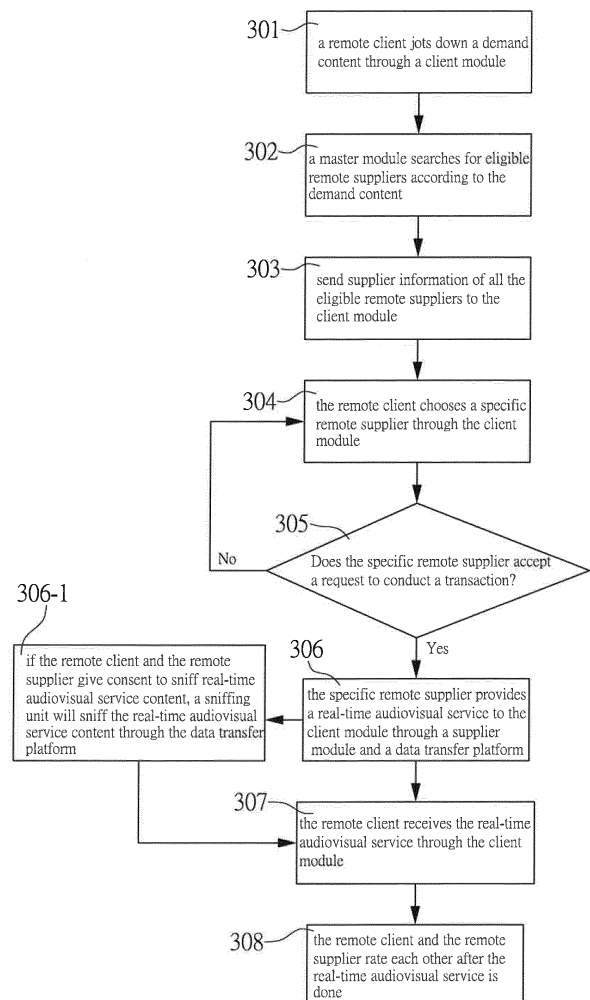 301
a remote client jots down a demand
content through a client module
302
a master module searches for eligible
remote suppliers according to the
demand content
303
send supplier information of all the
eligible remote suppliers to the
client module
304
the remote client chooses a specific
remote supplier through the client
module
305
Does the specific remote supplier accept
a request to conduct a transaction?
No
Yes
306-1
if the remote client and the remote
supplier give consent to sniff real-time
audiovisual service content, a sniffing
unit will sniff the real-time audiovisual
service content through the data transfer
platform
306
the specific remote supplier provides
a real-time audiovisual service to the
client module through a supplier
module and a data transfer platform
307
the remote client receives the real-time
audiovisual service through the client
module
308
the remote client and the remote
supplier rate each other after the
real-time audiovisual service is
done